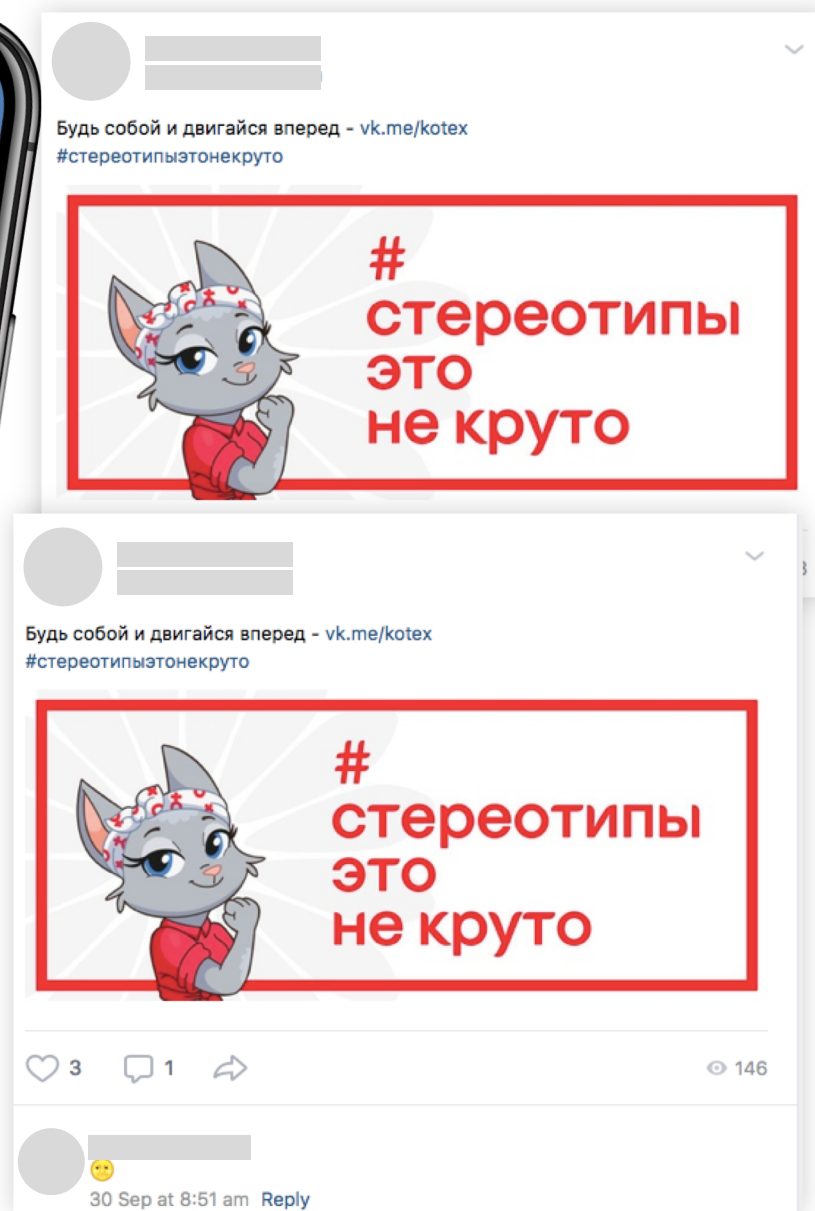 Будь собой и двигайся вперед - vk.me/kotex
#стереотипыэтонекруто
#
стереотипы
это
не круто
Будь собой и двигайся вперед - vk.me/kotex
#стереотипыэтонекруто
#
стереотипы
это
не круто
3 1 146
30 Sep at 8:51 am Reply